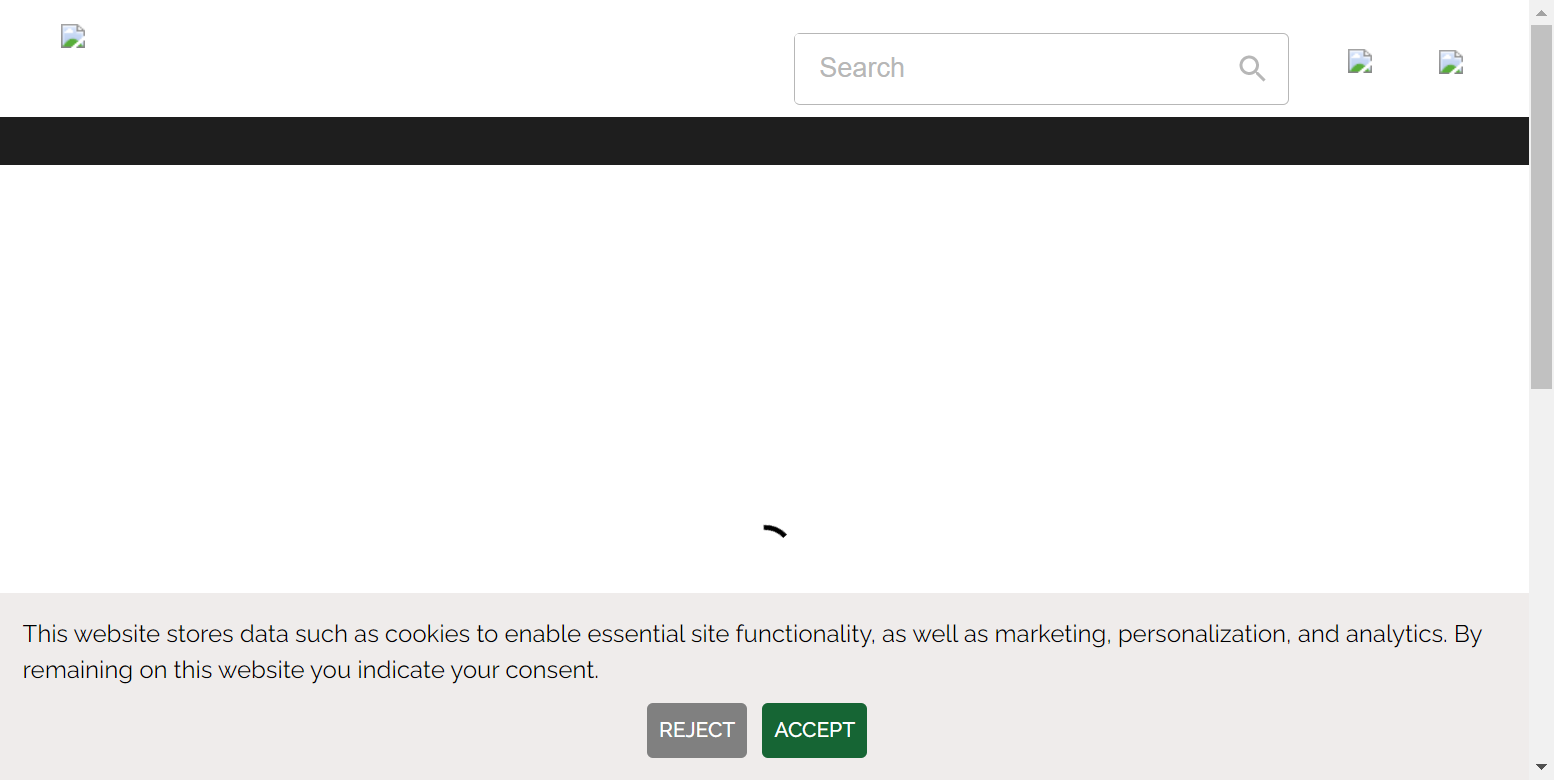 Search
This website stores data such as cookies to enable essential site functionality, as well as marketing, personalization, and analytics. By
remaining on this website you indicate your consent.
REJECT
ACCEPT